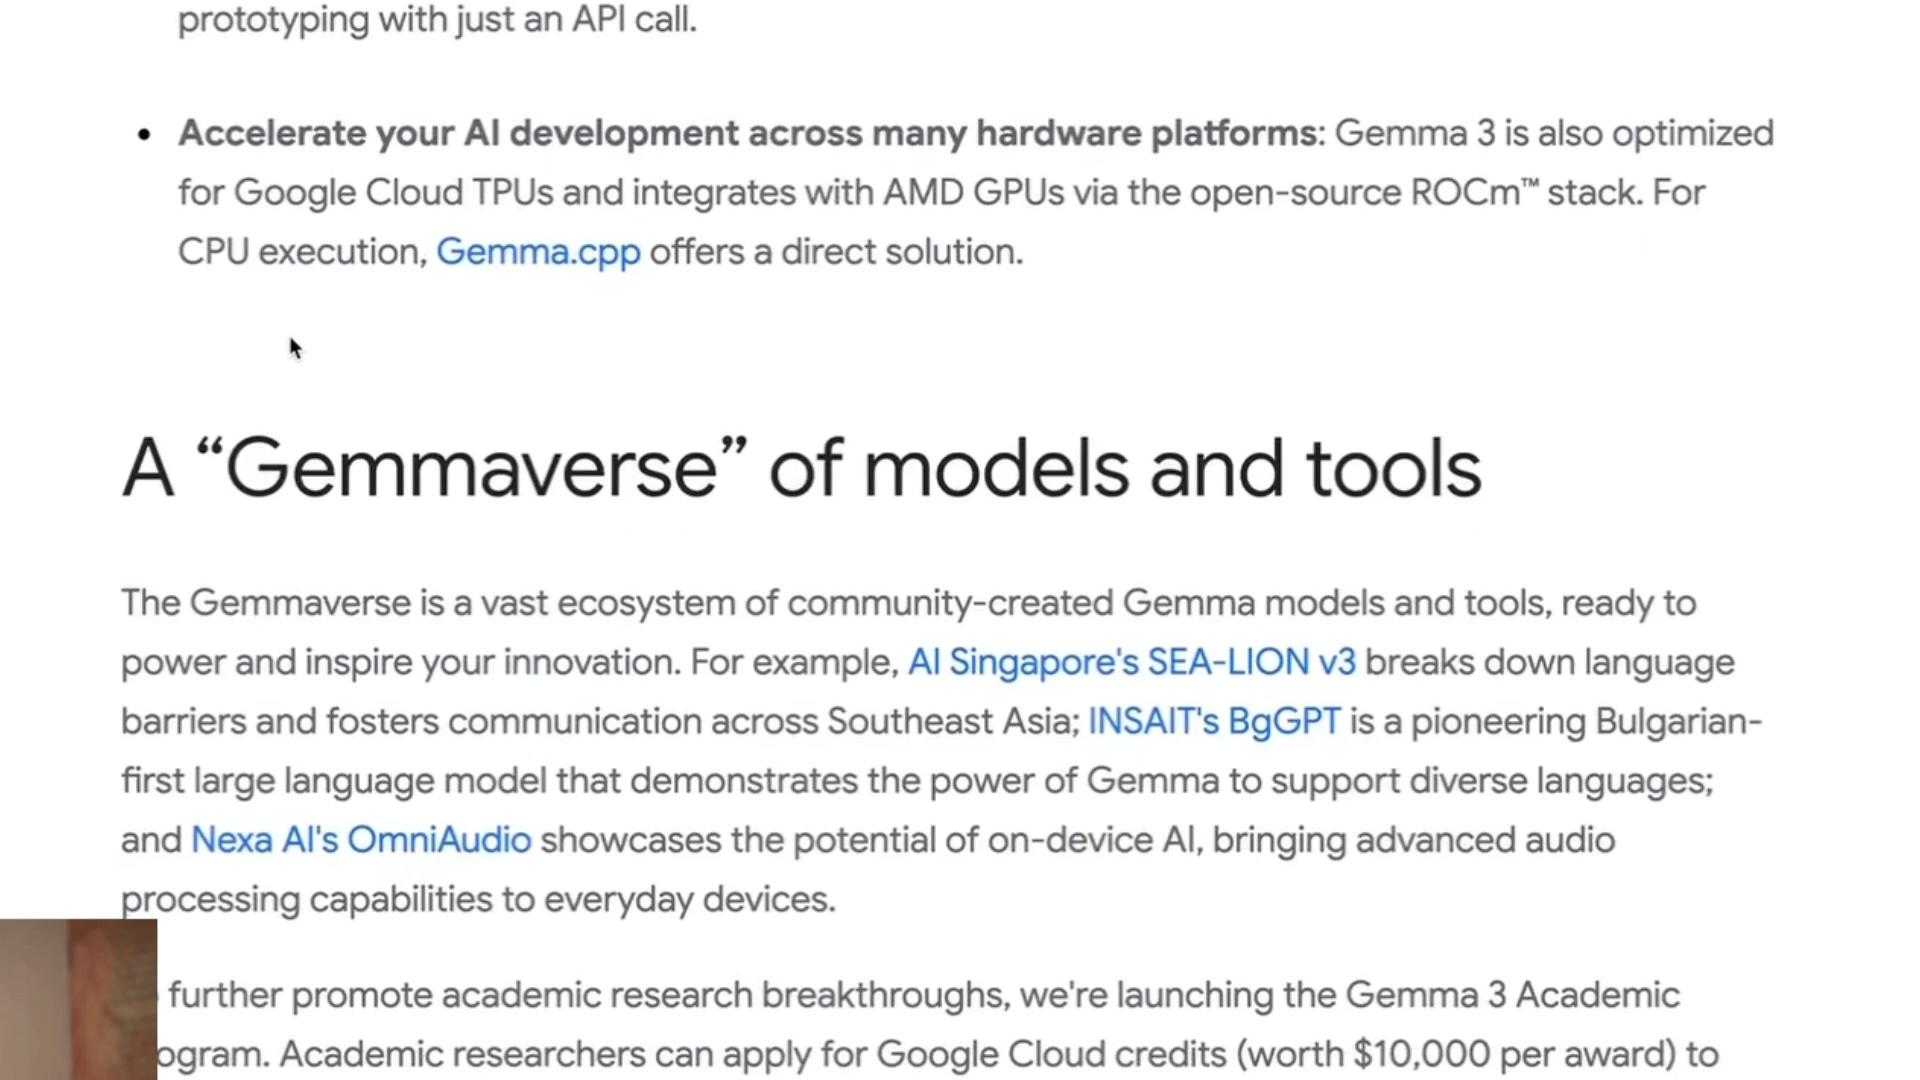 prototyping with just an API call.
• Accelerate your AI development across many hardware platforms: Gemma 3 is also optimized
for Google Cloud TPUs and integrates with AMD GPUs via the open-source ROCm™ stack. For
CPU execution, Gemma.cpp offers a direct solution.
A “Gemmaverse” of models and tools
The Gemmaverse is a vast ecosystem of community-created Gemma models and tools, ready to
power and inspire your innovation. For example, AI Singapore's SEA-LION v3 breaks down language
barriers and fosters communication across Southeast Asia; INSAIT's BgGPT is a pioneering Bulgarian-
first large language model that demonstrates the power of Gemma to support diverse languages;
and Nexa AI's OmniAudio showcases the potential of on-device AI, bringing advanced audio
processing capabilities to everyday devices.
further promote academic research breakthroughs, we're launching the Gemma 3 Academic
ogram. Academic researchers can apply for Google Cloud credits (worth $10,000 per award) to